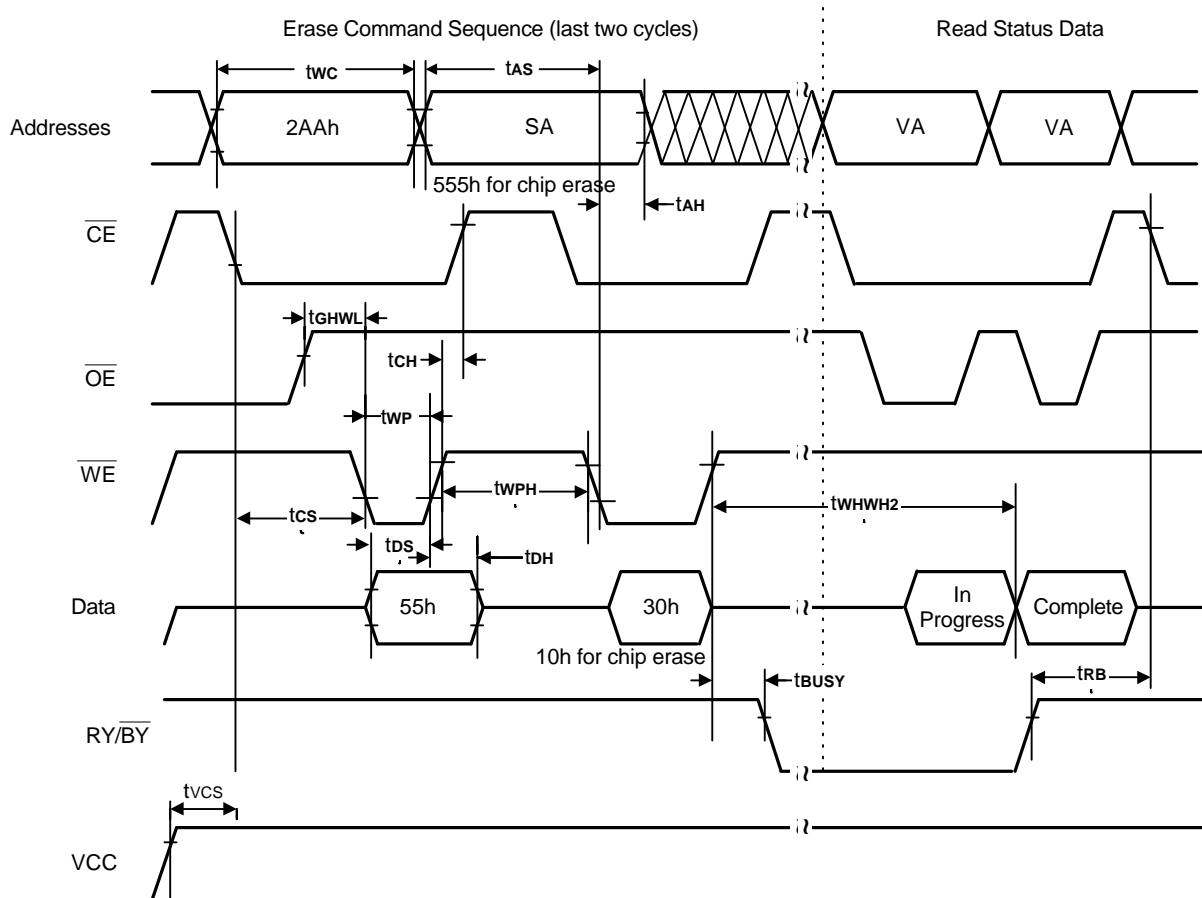 Erase Command Sequence (last two cycles)
Read Status Data
tWC
tAS
Addresses
2AAh
SA
VA
VA
555h for chip erase
tAH
CE
tGHWL
OE
tCH
tWP
WE
tWPH
tWHWH2
tCS
tDS
tDH
Data
55h
30h
In
Progress
Complete
10h for chip erase
tBUSY
tRB
RY/BY
tVCS
VCC